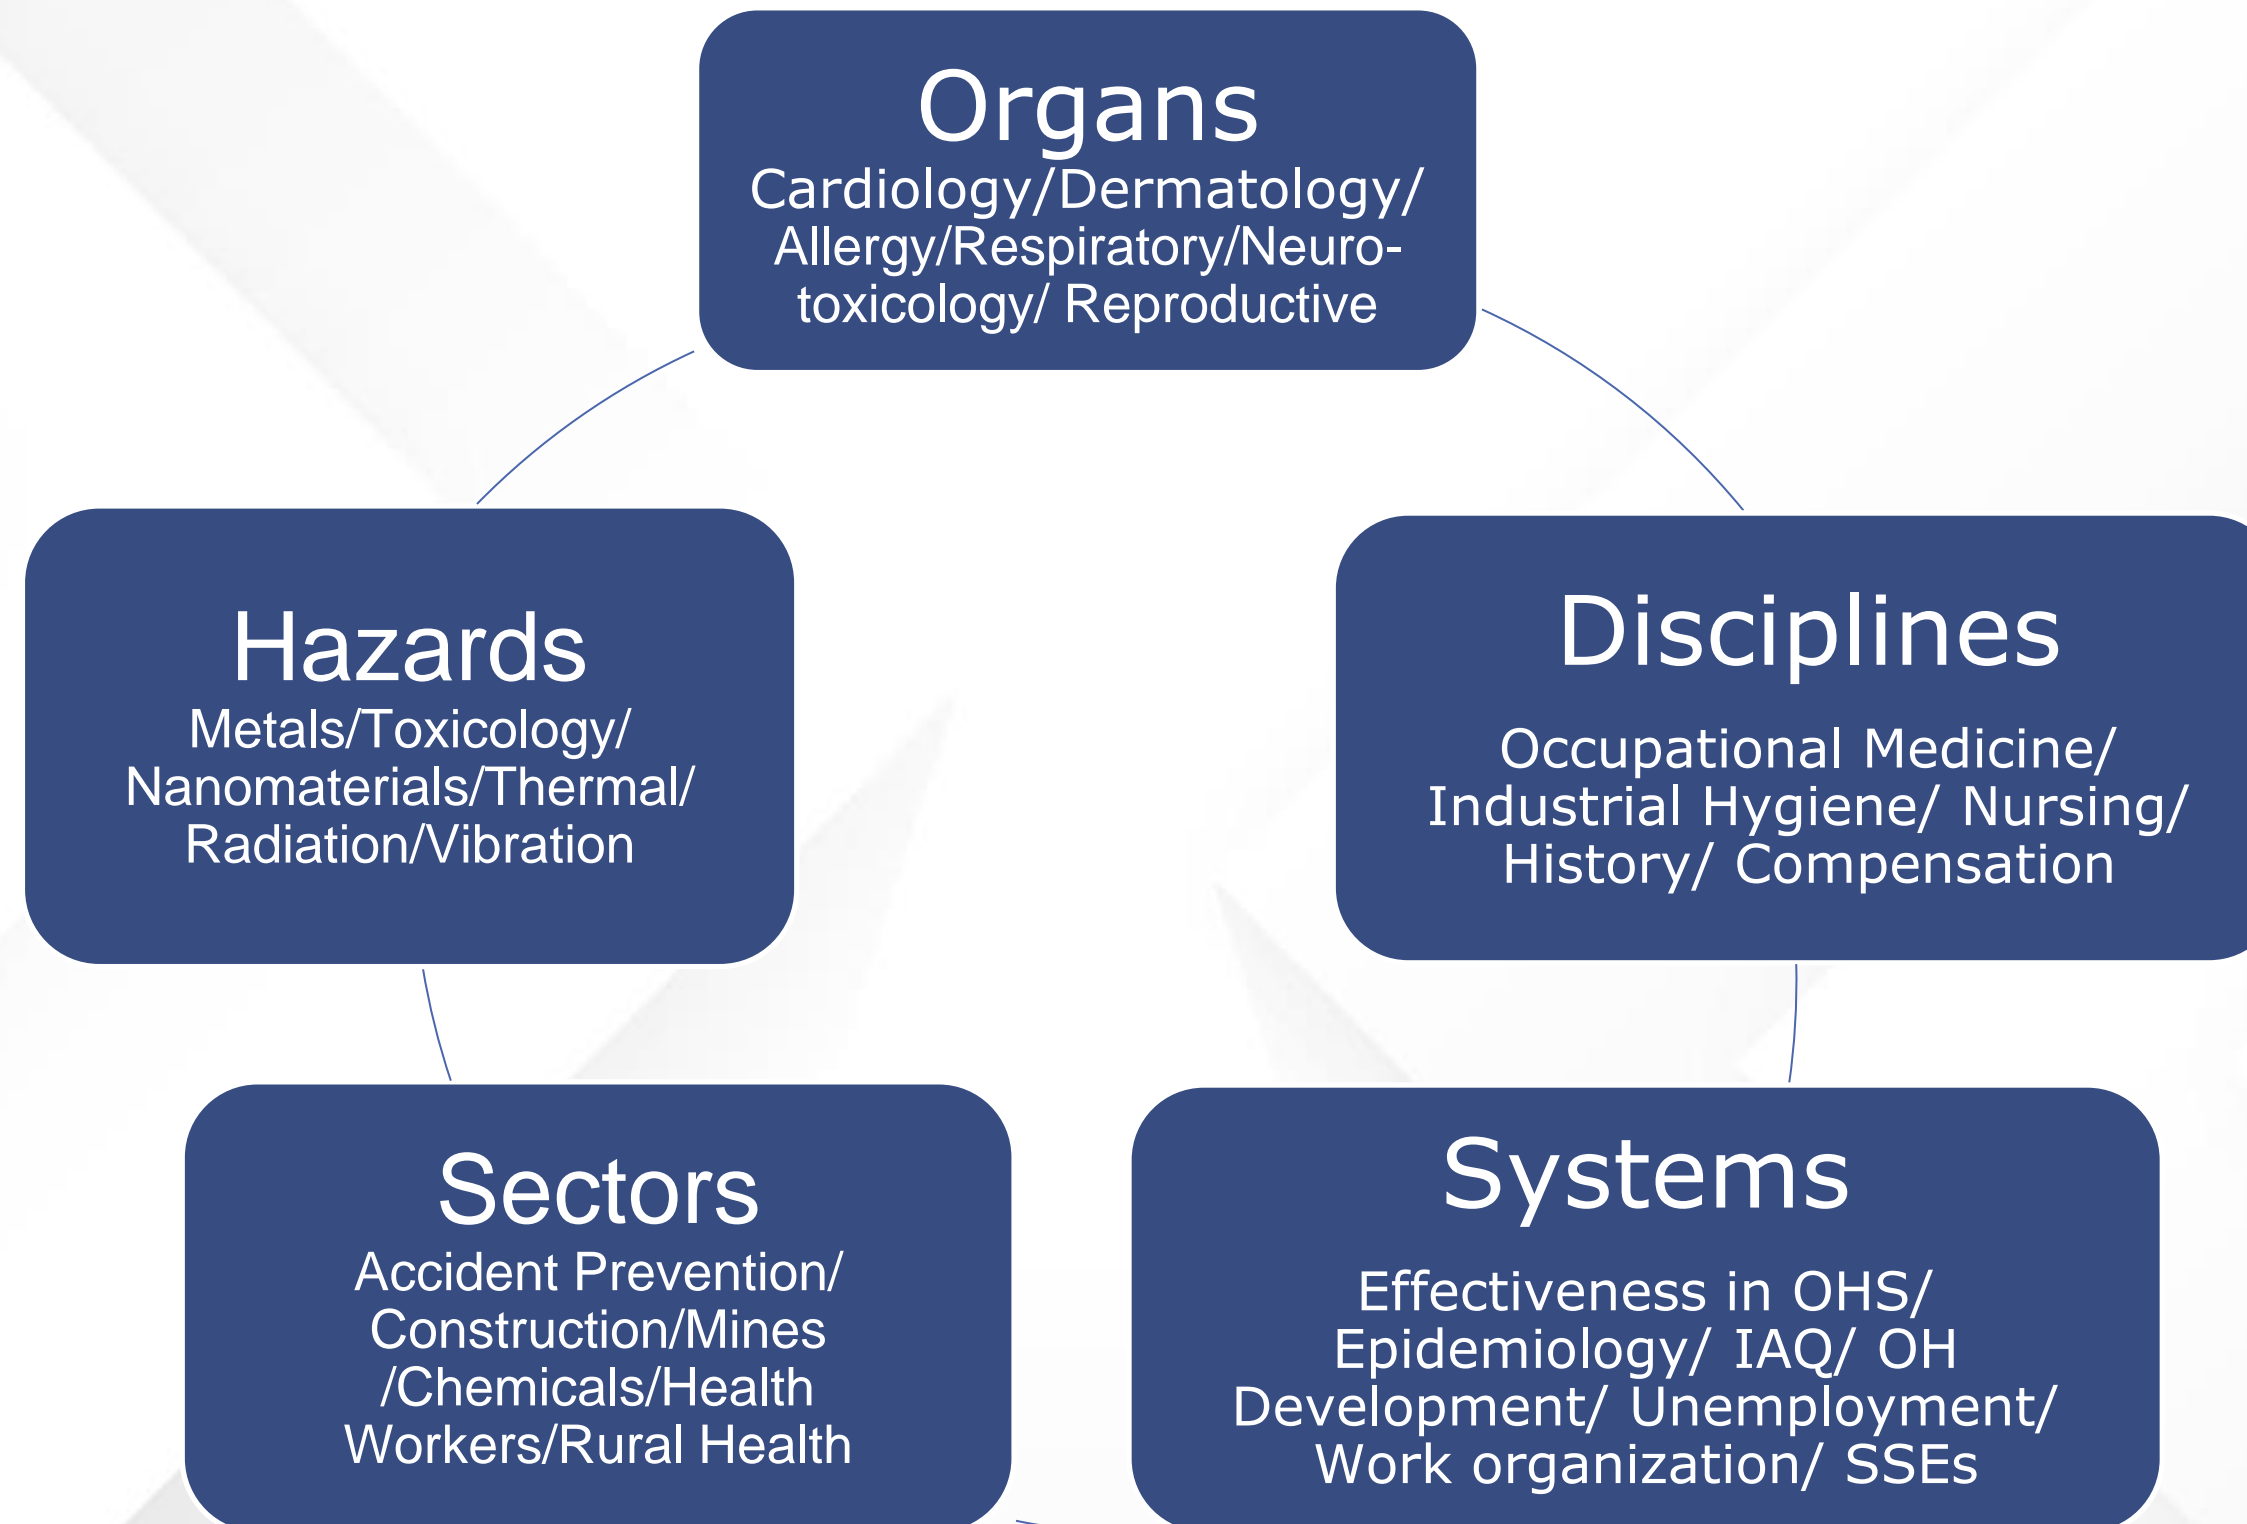 Organs
Cardiology/Dermatology/
Allergy/Respiratory/Neuro-
toxicology/ Reproductive
Hazards
Metals/Toxicology/
Nanomaterials/Thermal/
Radiation/Vibration
Disciplines
Occupational Medicine/
Industrial Hygiene/ Nursing/
History/ Compensation
Sectors
Accident Prevention/
Construction/Mines
/Chemicals/Health
Workers/Rural Health
Systems
Effectiveness in OHS/
Epidemiology/ IAQ/ OH
Development/ Unemployment/
Work organization/ SSEs